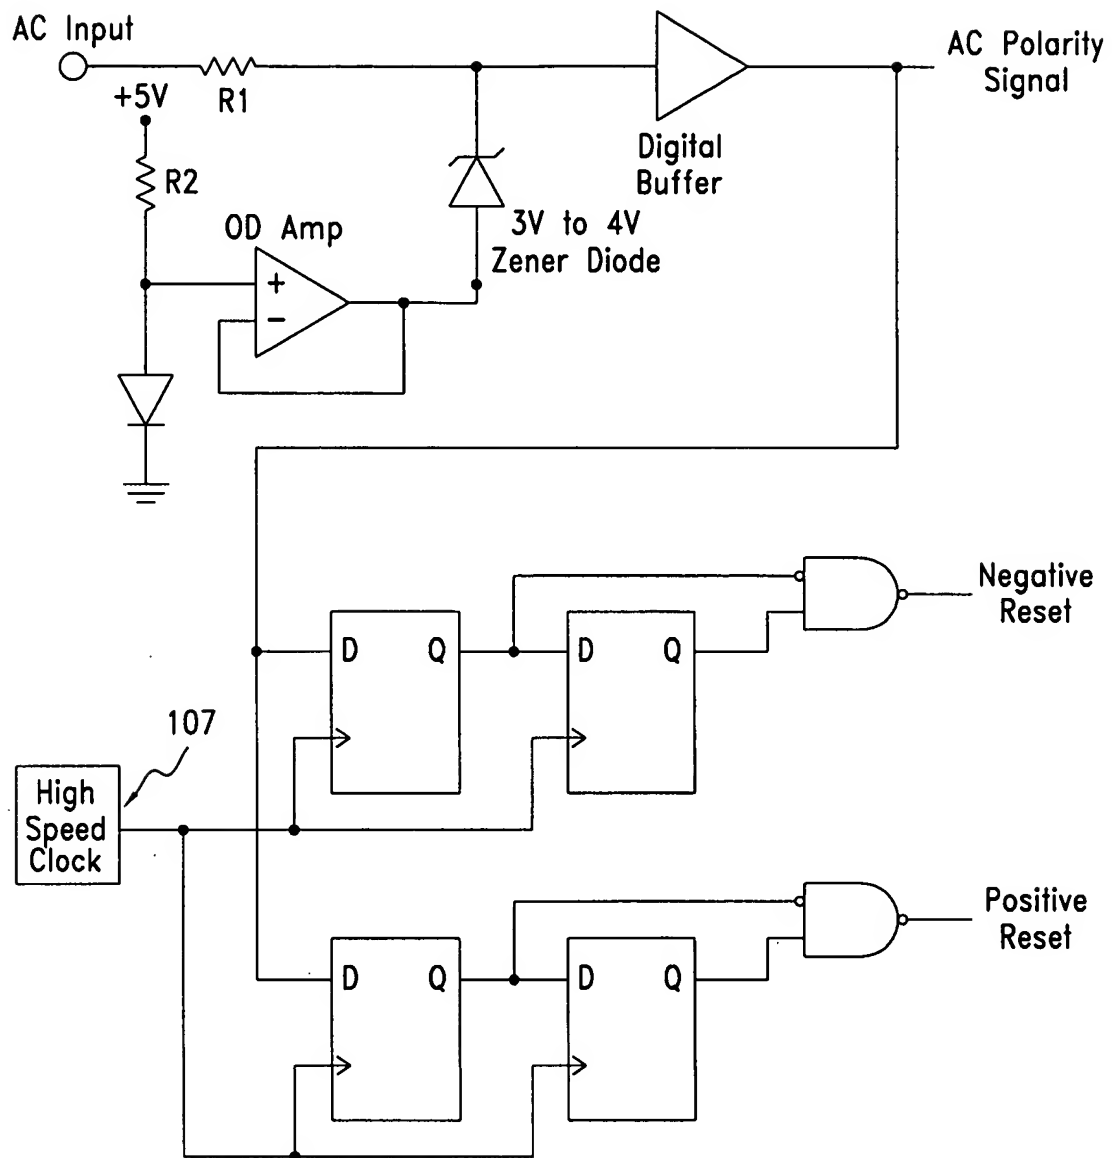 AC Input
+5V
R1
R2
OD Amp
+
−
3V to 4V
Zener Diode
Digital
Buffer
AC Polarity
Signal
D Q
D Q
Negative
Reset
107
High
Speed
Clock
D Q
D Q
Positive
Reset